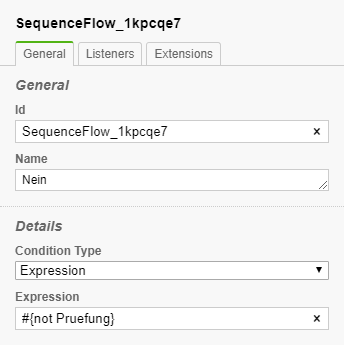 SequenceFlow_1kpcqe7
General Listeners Extensions
General
Id
SequenceFlow_1kpcqe7
Name
Nein
Details
Condition Type
Expression
Expression
#{not Pruefung}